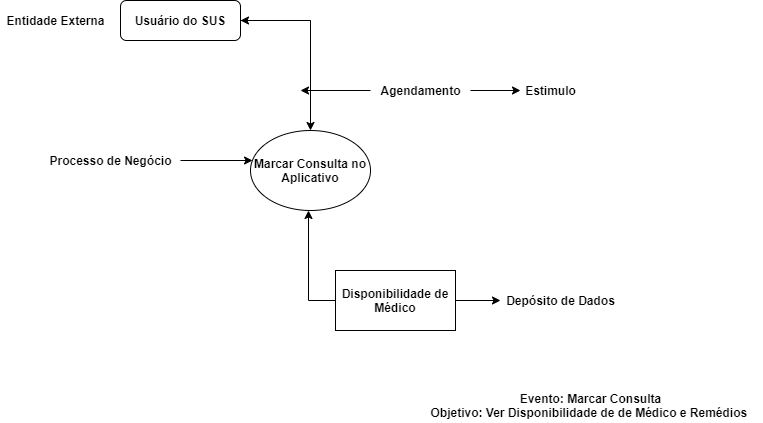 Entidade Externa
Usuário do SUS
Agendamento
Estimulo
Processo de Negócio
Marcar Consulta no
Aplicativo
Disponibilidade de
Médico
Depósito de Dados
Evento: Marcar Consulta
Objetivo: Ver Disponibilidade de de Médico e Remédios